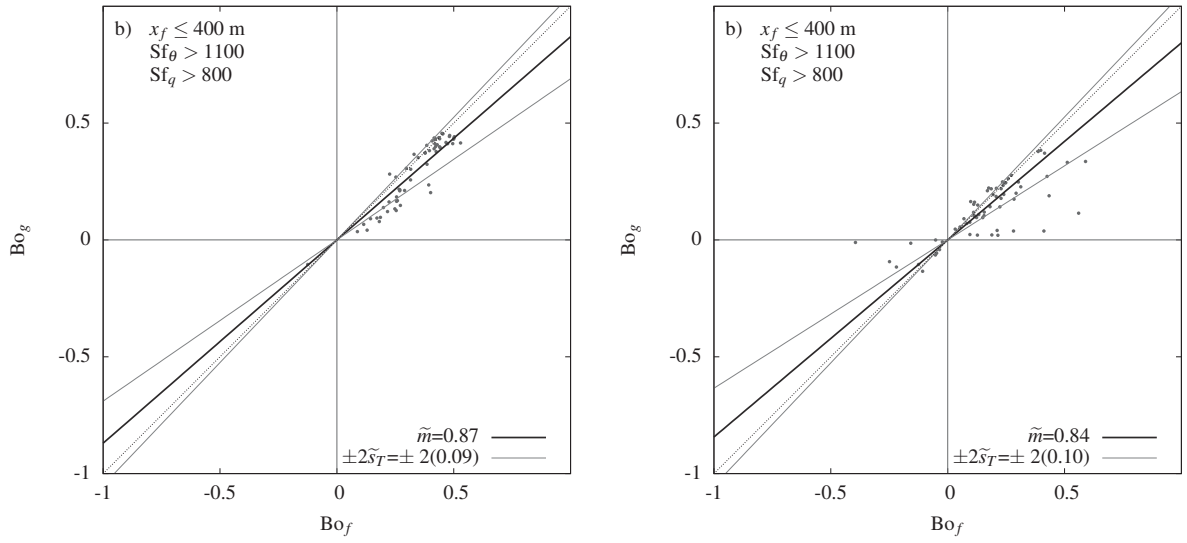 b) x_f ≤ 400 m
Sf_θ > 1100
Sf_q > 800
0.5
0
-0.5
-1
-1 -0.5 0 0.5
Bo_g
Bo_f
m̃=0.87
±2s̃_T=± 2(0.09)
b) x_f ≤ 400 m
Sf_θ > 1100
Sf_q > 800
0.5
0
-0.5
-1
-1 -0.5 0 0.5
Bo_g
Bo_f
m̃=0.84
±2s̃_T=± 2(0.10)